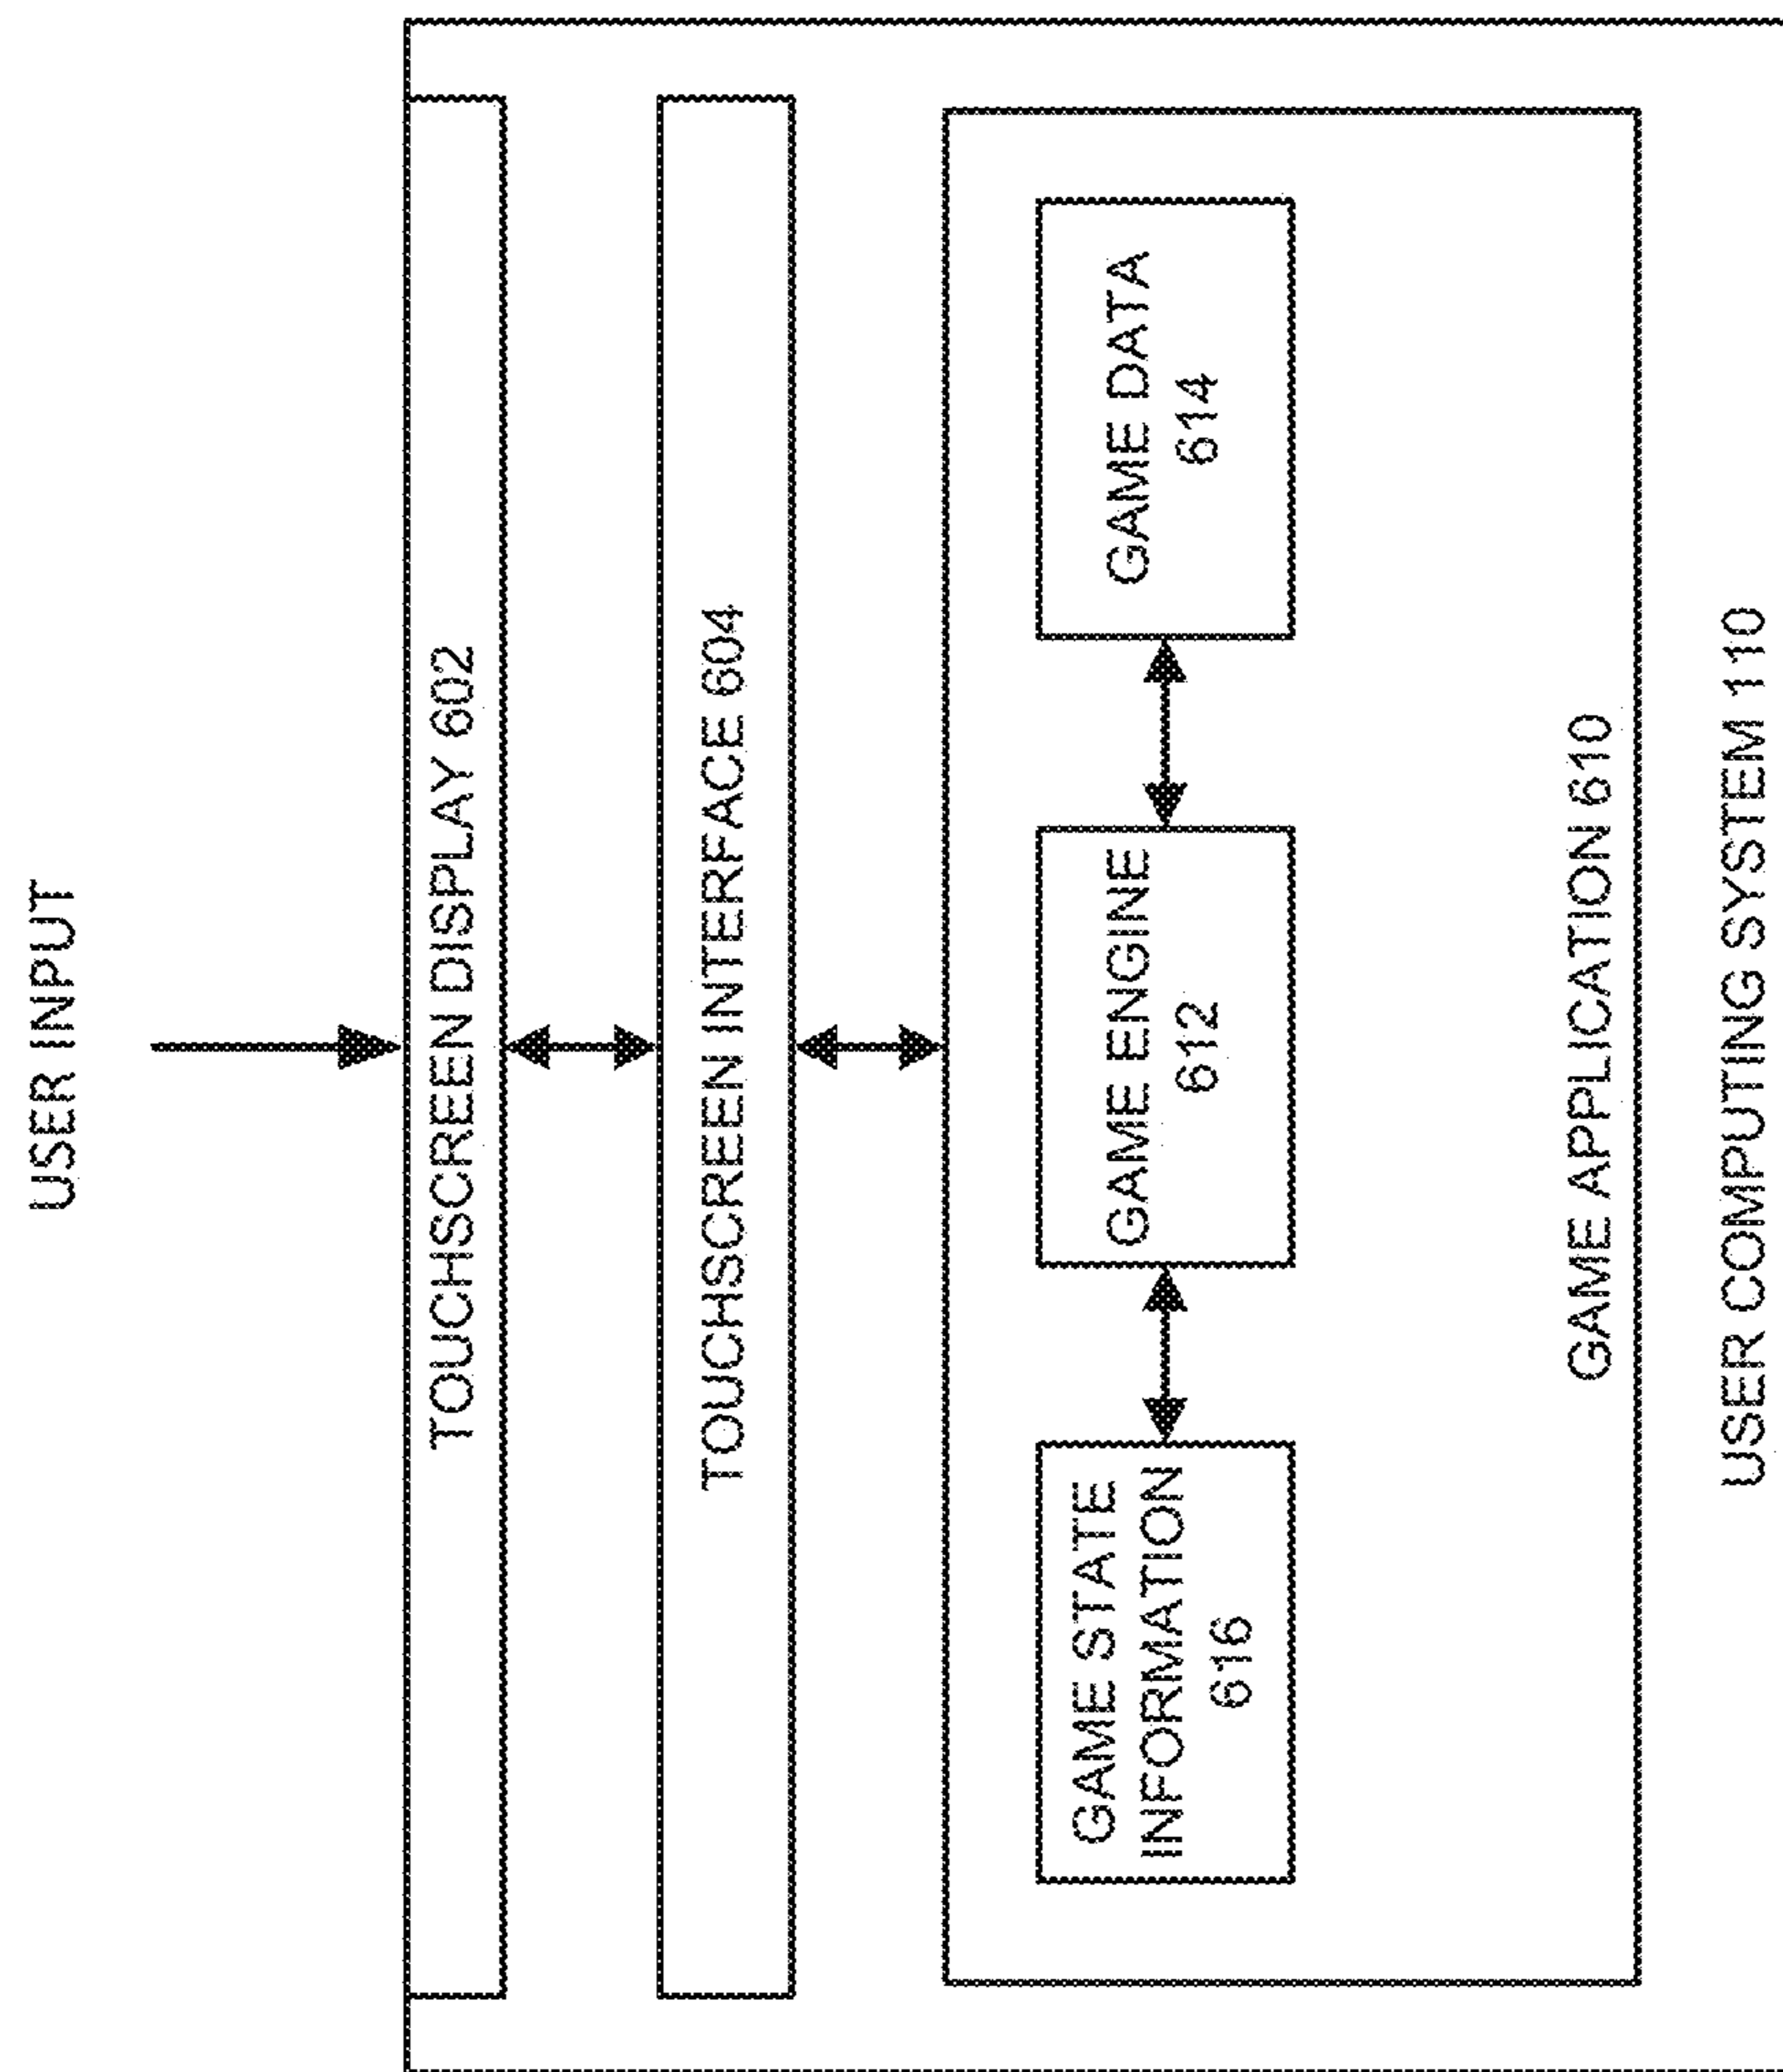 USER INPUT
TOUCHSCREEN DISPLAY 602
TOUCHSCREEN INTERFACE 604
GAME STATE
INFORMATION
616
GAME ENGINE
612
GAME DATA
614
GAME APPLICATION 610
USER COMPUTING SYSTEM 110